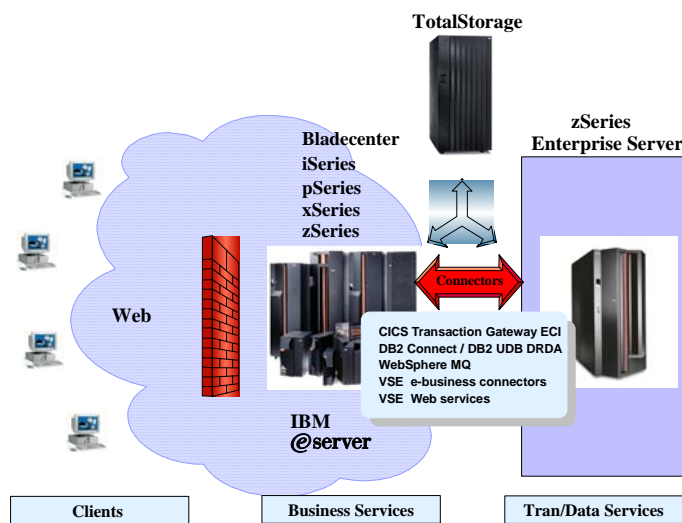 TotalStorage
zSeries
Enterprise Server
Bladecenter
iSeries
pSeries
xSeries
zSeries
Web
Connectors
CICS Transaction Gateway ECI
DB2 Connect / DB2 UDB DRDA
WebSphere MQ
VSE e-business connectors
VSE Web services
IBM
@server
Clients
Business Services
Tran/Data Services